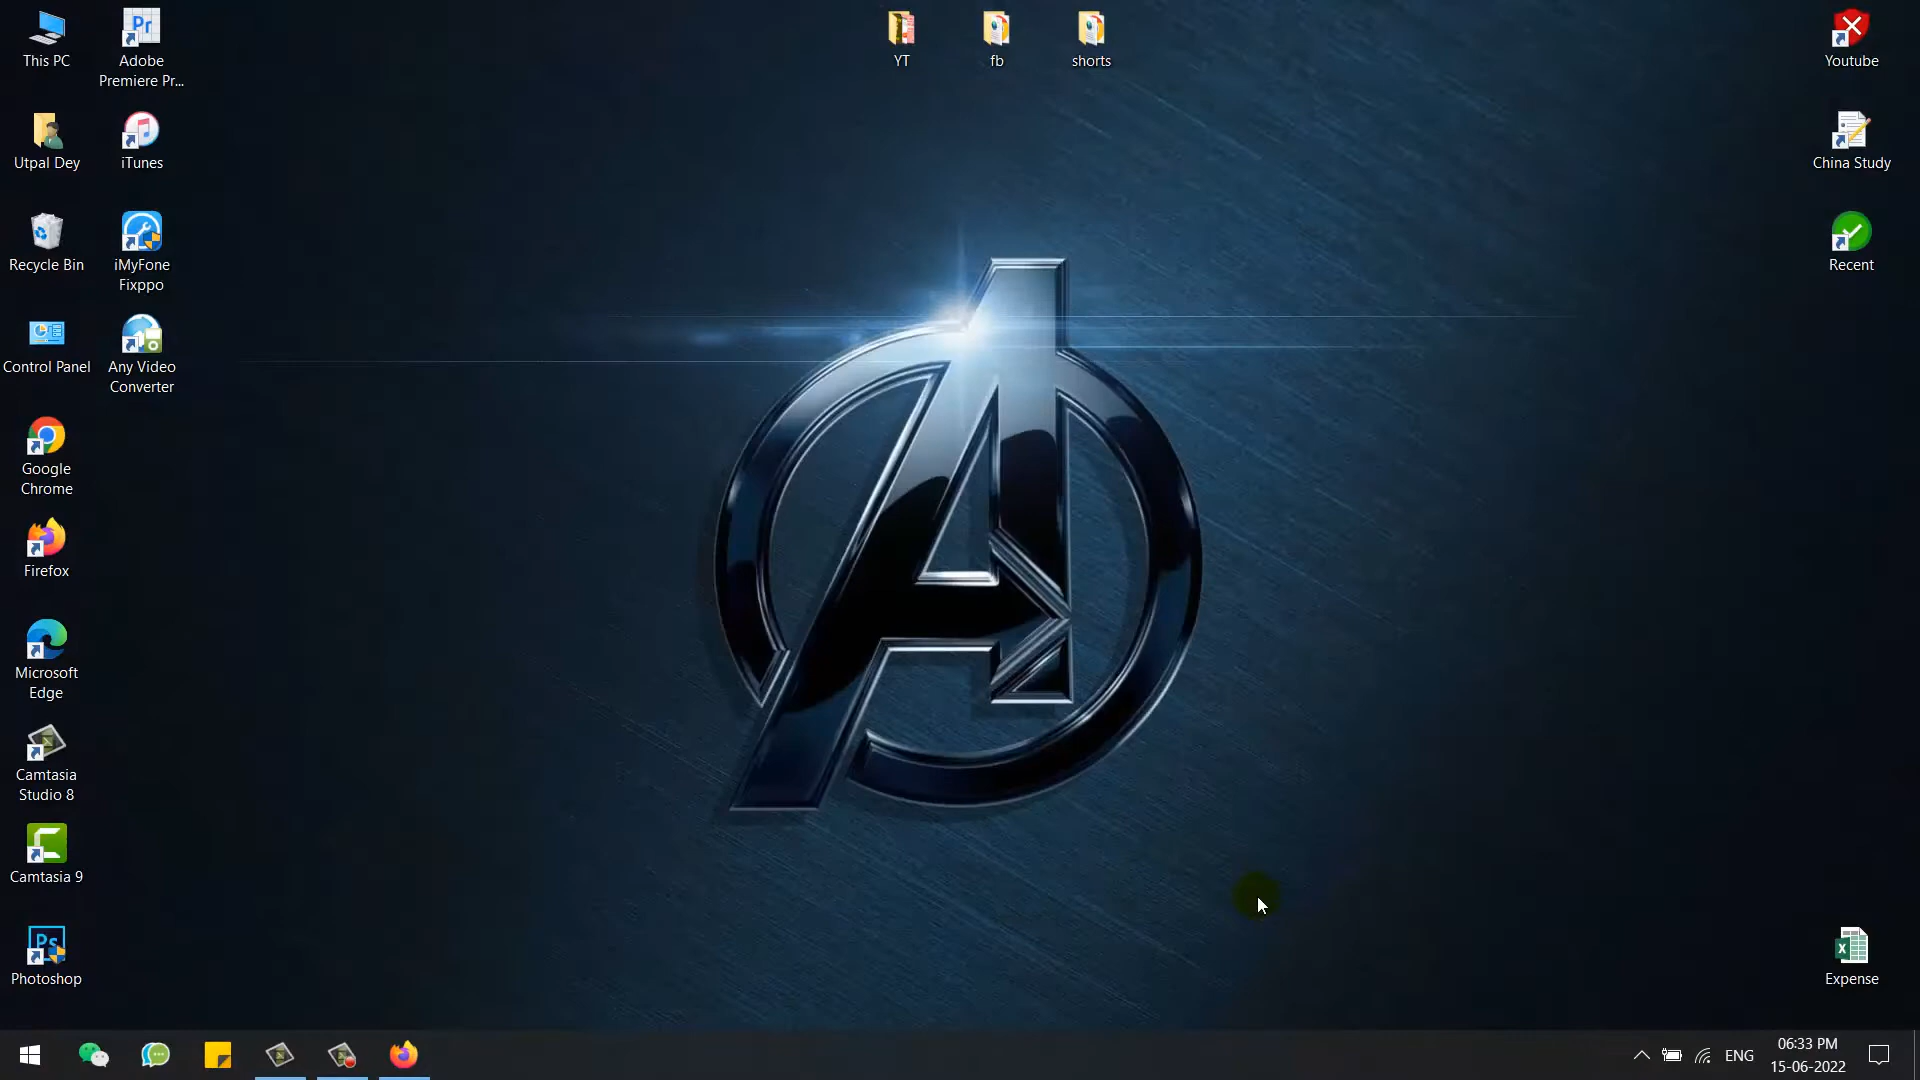 This PC
Adobe
Premiere Pr...
YT
fb
shorts
Youtube
Utpal Dey
iTunes
China Study
Recycle Bin
iMyFone
Fixppo
Recent
Control Panel
Any Video
Converter
Google
Chrome
Firefox
Microsoft
Edge
Camtasia
Studio 8
Camtasia 9
Photoshop
Expense
ENG
06:33 PM
15-06-2022